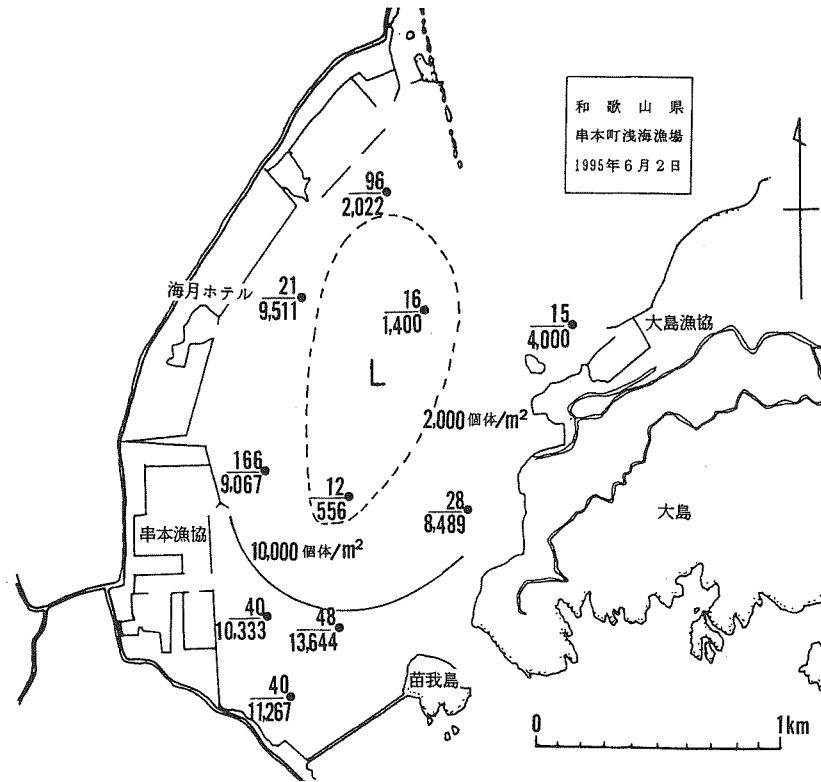 和歌山県
串本町浅海漁場
1995年6月2日
96
2,022
海月ホテル
21
9,511
16
1,400
15
4,000
大島漁協
L
2,000個体/m²
166
9,067
12
556
28
8,489
大島
串本漁協
10,000個体/m²
40
10,333
48
13,644
40
11,267
苗我島
0
1km